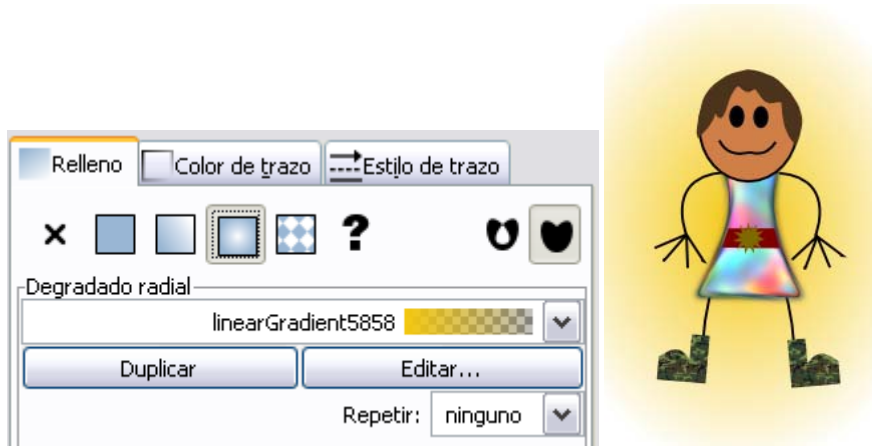 Relleno Color de trazo Estilo de trazo
?
Degradado radial
linearGradient5858
Duplicar Editar...
Repetir: ninguno